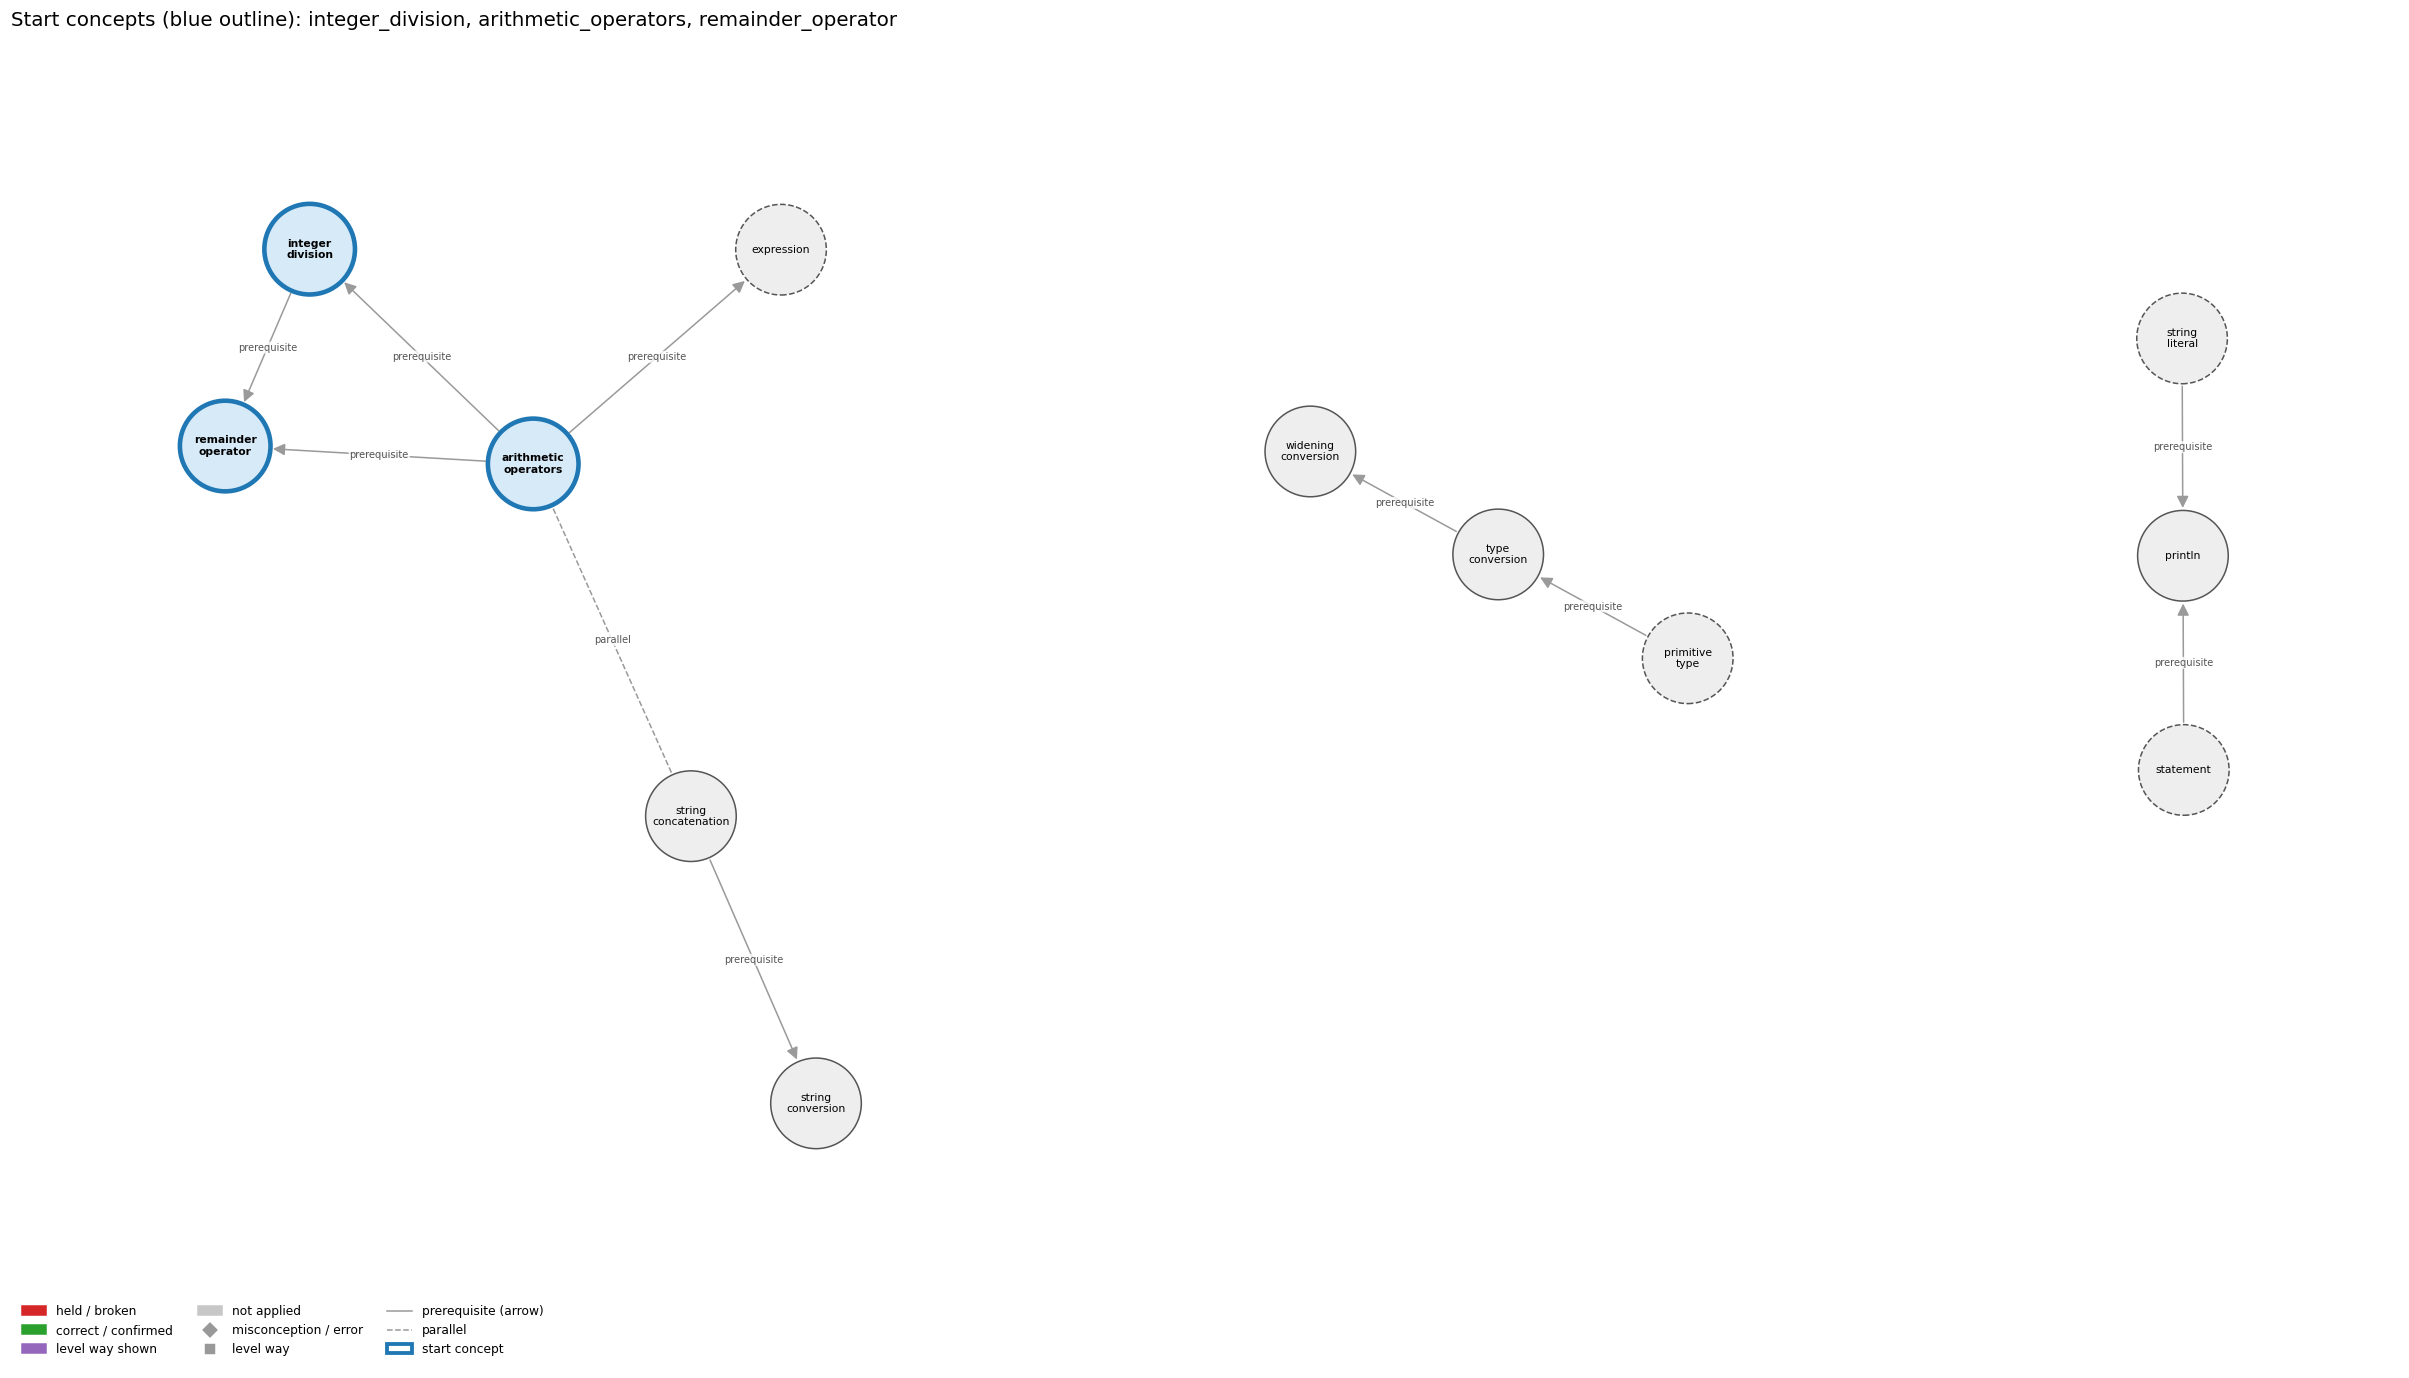 Start concepts (blue outline): integer_division, arithmetic_operators, remainder_operator
integer
division
expression
string
literal
prerequisite
prerequisite
prerequisite
remainder
operator
prerequisite
arithmetic
operators
widening
conversion
prerequisite
prerequisite
type
conversion
println
prerequisite
parallel
primitive
type
prerequisite
statement
string
concatenation
prerequisite
string
conversion
held / broken
correct / confirmed
level way shown
not applied
misconception / error
level way
prerequisite (arrow)
parallel
start concept